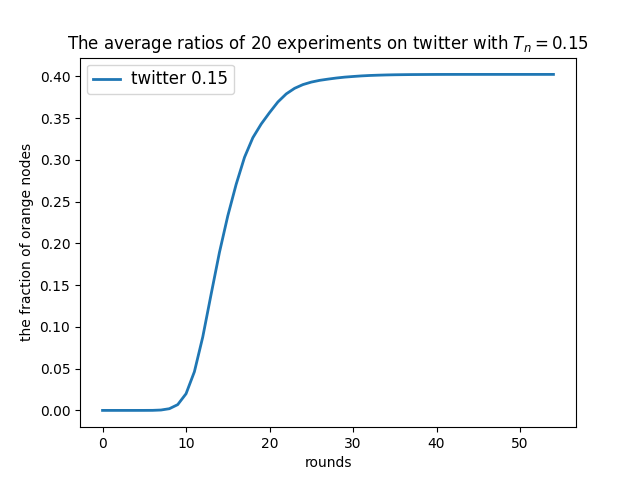 The average ratios of 20 experiments on twitter with $T_n = 0.15$
twitter 0.15
0.40
0.35
0.30
0.25
0.20
0.15
0.10
0.05
0.00
the fraction of orange nodes
0 10 20 30 40 50
rounds